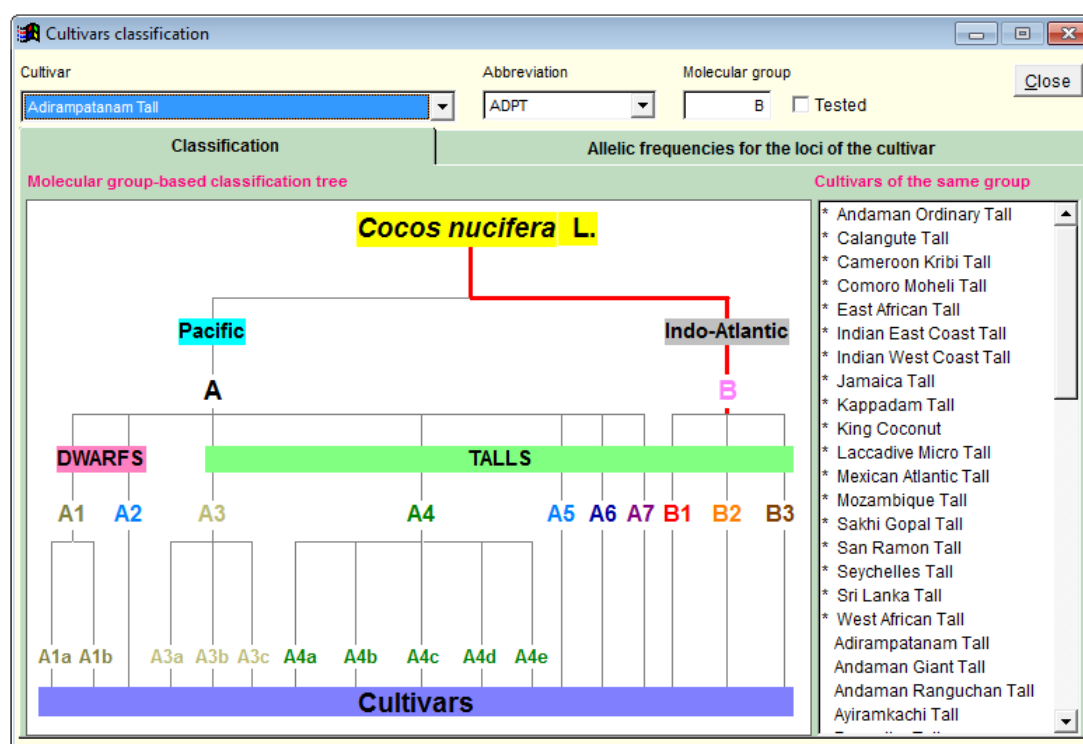 Cultivars classification
Cultivar Abbreviation Molecular group
Close
Adirampatanam Tall ADPT B Tested
Classification Allelic frequencies for the loci of the cultivar
Molecular group-based classification tree Cultivars of the same group
Cocos nucifera L.
Pacific Indo-Atlantic
A B
DWARFS TALLS
A1 A2 A3 A4 A5 A6 A7 B1 B2 B3
A1a A1b A3a A3b A3c A4a A4b A4c A4d A4e
Cultivars
* Andaman Ordinary Tall
* Calangute Tall
* Cameroon Kribi Tall
* Comoro Moheli Tall
* East African Tall
* Indian East Coast Tall
* Indian West Coast Tall
* Jamaica Tall
* Kappadam Tall
* King Coconut
* Laccadive Micro Tall
* Mexican Atlantic Tall
* Mozambique Tall
* Sakhi Gopal Tall
* San Ramon Tall
* Seychelles Tall
* Sri Lanka Tall
* West African Tall
Adirampatanam Tall
Andaman Giant Tall
Andaman Ranguchan Tall
Ayiramkachi Tall